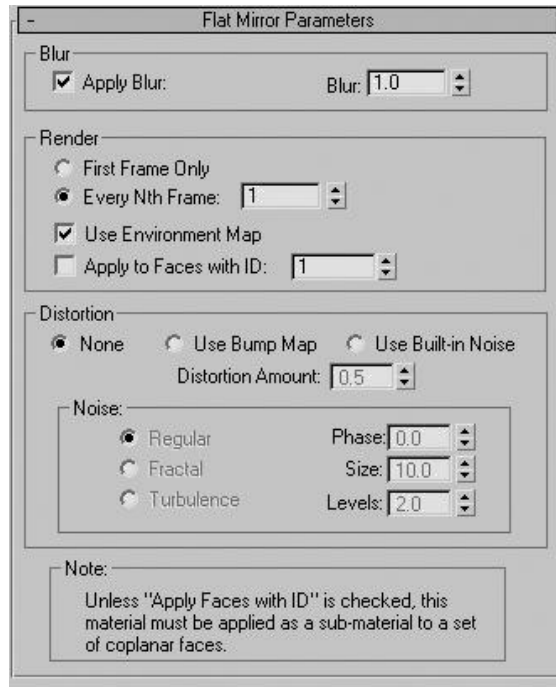 - Flat Mirror Parameters
Blur
Apply Blur: Blur: 1.0
Render
First Frame Only
Every Nth Frame: 1
Use Environment Map
Apply to Faces with ID: 1
Distortion
None Use Bump Map Use Built-in Noise
Distortion Amount: 0.5
Noise:
Regular Phase: 0.0
Fractal Size: 10.0
Turbulence Levels: 2.0
Note:
Unless "Apply Faces with ID" is checked, this
material must be applied as a sub-material to a set
of coplanar faces.